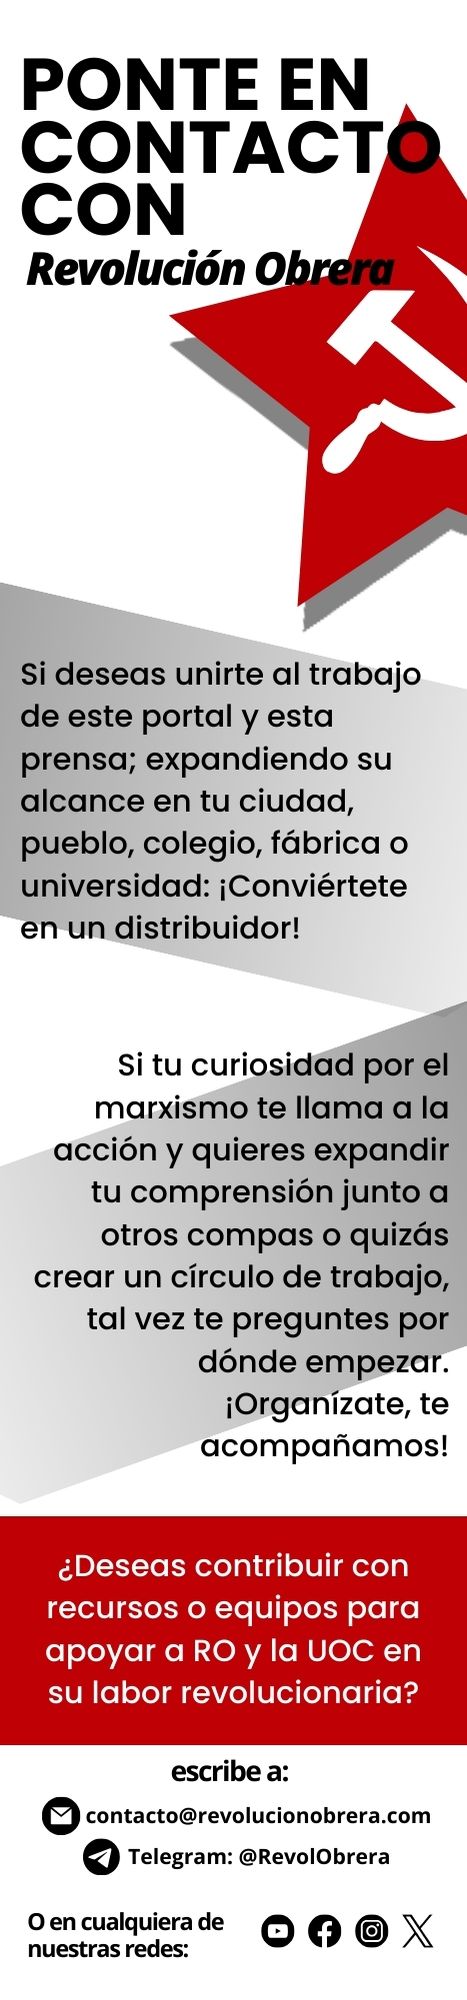 PONTE EN
CONTACTO
CON
Revolución Obrera
Si deseas unirte al trabajo
de este portal y esta
prensa; expandiendo su
alcance en tu ciudad,
pueblo, colegio, fábrica o
universidad: ¡Conviértete
en un distribuidor!
Si tu curiosidad por el
marxismo te llama a la
acción y quieres expandir
tu comprensión junto a
otros compas o quizás
crear un círculo de trabajo,
tal vez te preguntes por
dónde empezar.
¡Organízate, te
acompañamos!
¿Deseas contribuir con
recursos o equipos para
apoyar a RO y la UOC en
su labor revolucionaria?
escribe a:
contacto@revolucionobrera.com
Telegram: @RevolObrera
O en cualquiera de
nuestras redes: